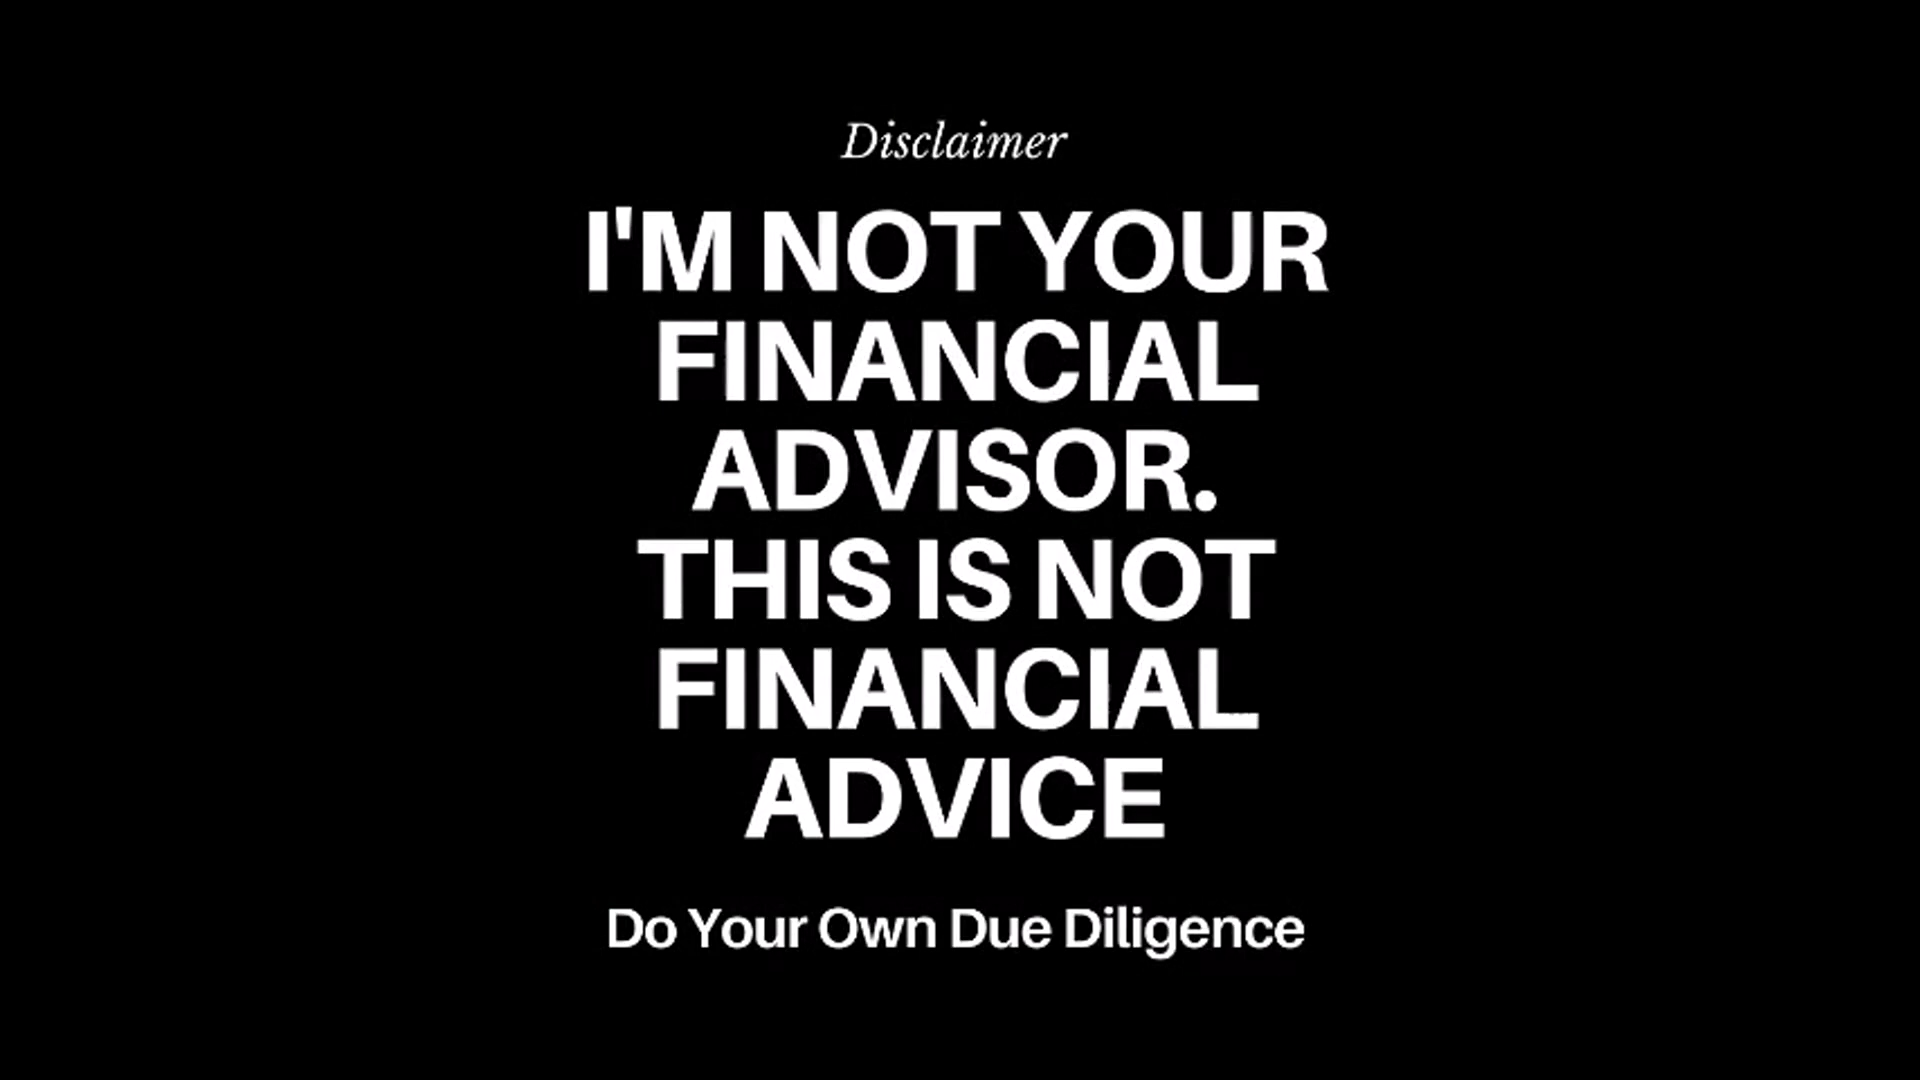 Disclaimer
I'M NOT YOUR
FINANCIAL
ADVISOR.
THIS IS NOT
FINANCIAL
ADVICE
Do Your Own Due Diligence